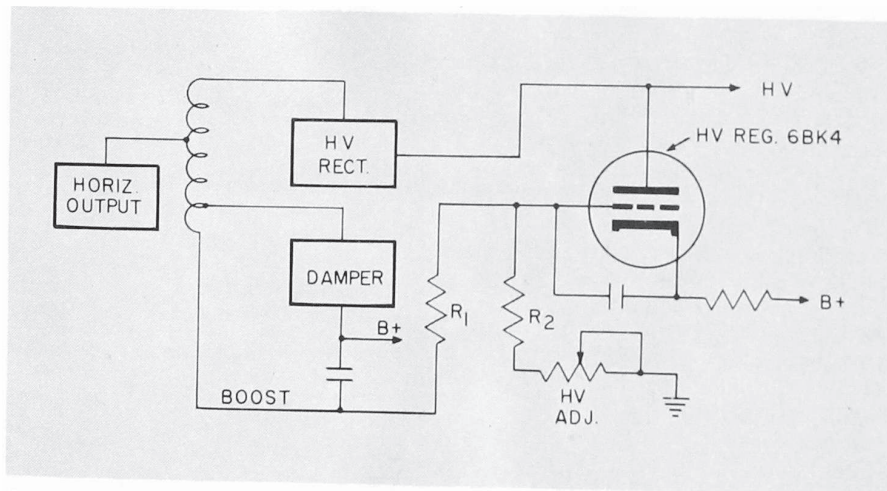 HV
HV REG. 6BK4
HV
RECT.
HORIZ.
OUTPUT
DAMPER
B+
R1
R2
B+
BOOST
HV
ADJ.